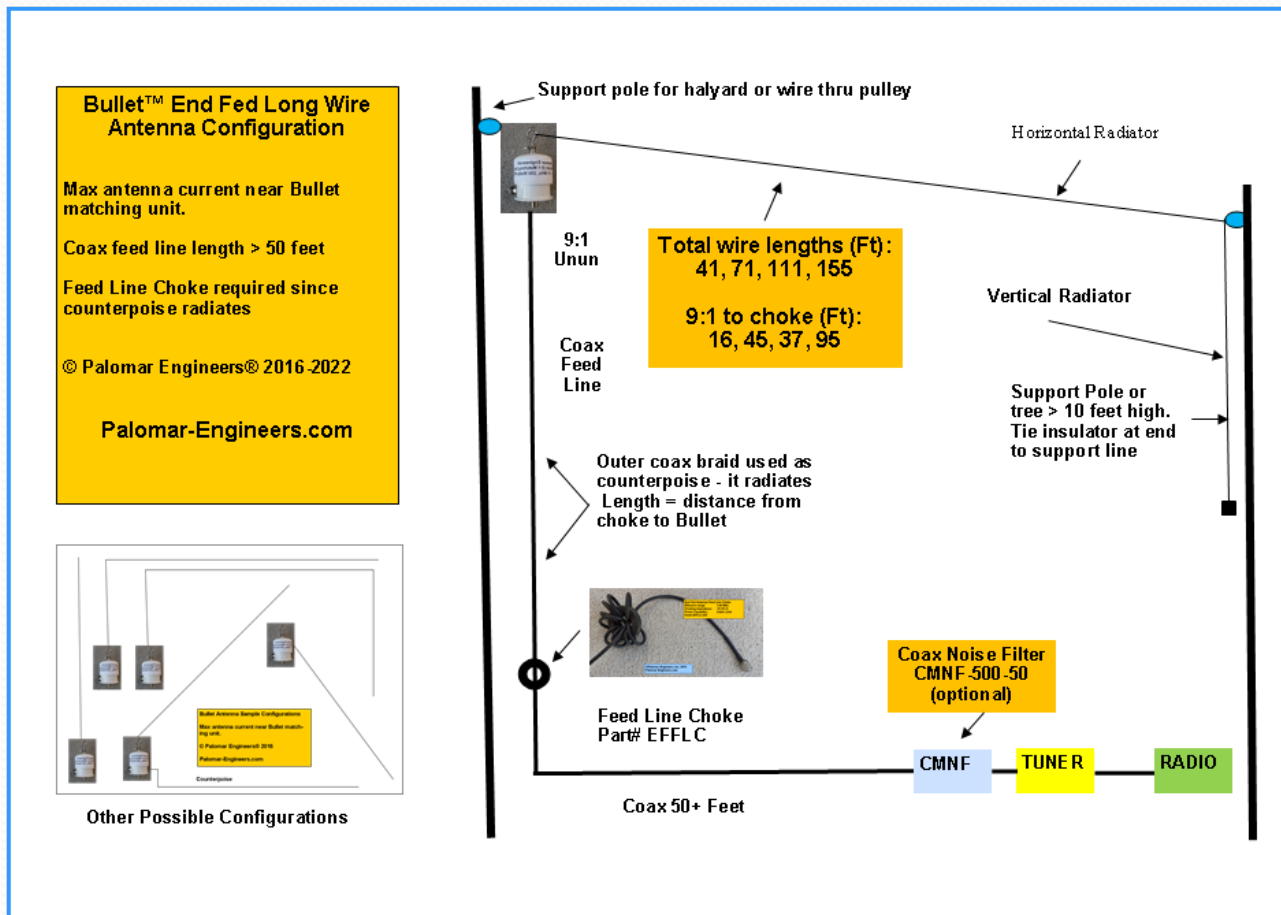 Bullet™ End Fed Long Wire
Antenna Configuration
Max antenna current near Bullet
matching unit.
Coax feed line length > 50 feet
Feed Line Choke required since
counterpoise radiates
© Palomar Engineers® 2016-2022
Palomar-Engineers.com
Support pole for halyard or wire thru pulley
Horizontal Radiator
9:1
Unun
Total wire lengths (Ft):
41, 71, 111, 155
9:1 to choke (Ft):
16, 45, 37, 95
Vertical Radiator
Coax
Feed
Line
Support Pole or
tree > 10 feet high.
Tie insulator at end
to support line
Outer coax braid used as
counterpoise - it radiates
Length = distance from
choke to Bullet
Feed Line Choke
Part# EFFLC
Coax Noise Filter
CMNF-500-50
(optional)
CMNF
TUNER
RADIO
Coax 50+ Feet
Bullet Antenna Sample Configurations
Max antenna current near Bullet match-
ing unit.
© Palomar Engineers® 2016
Palomar-Engineers.com
Counterpoise
Other Possible Configurations